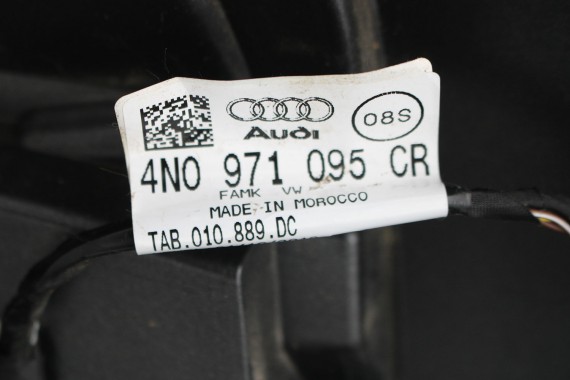 Audi 08S
4N0 971 095 CR
FAMK VW
MADE IN MOROCCO
TAB.010.889.DC